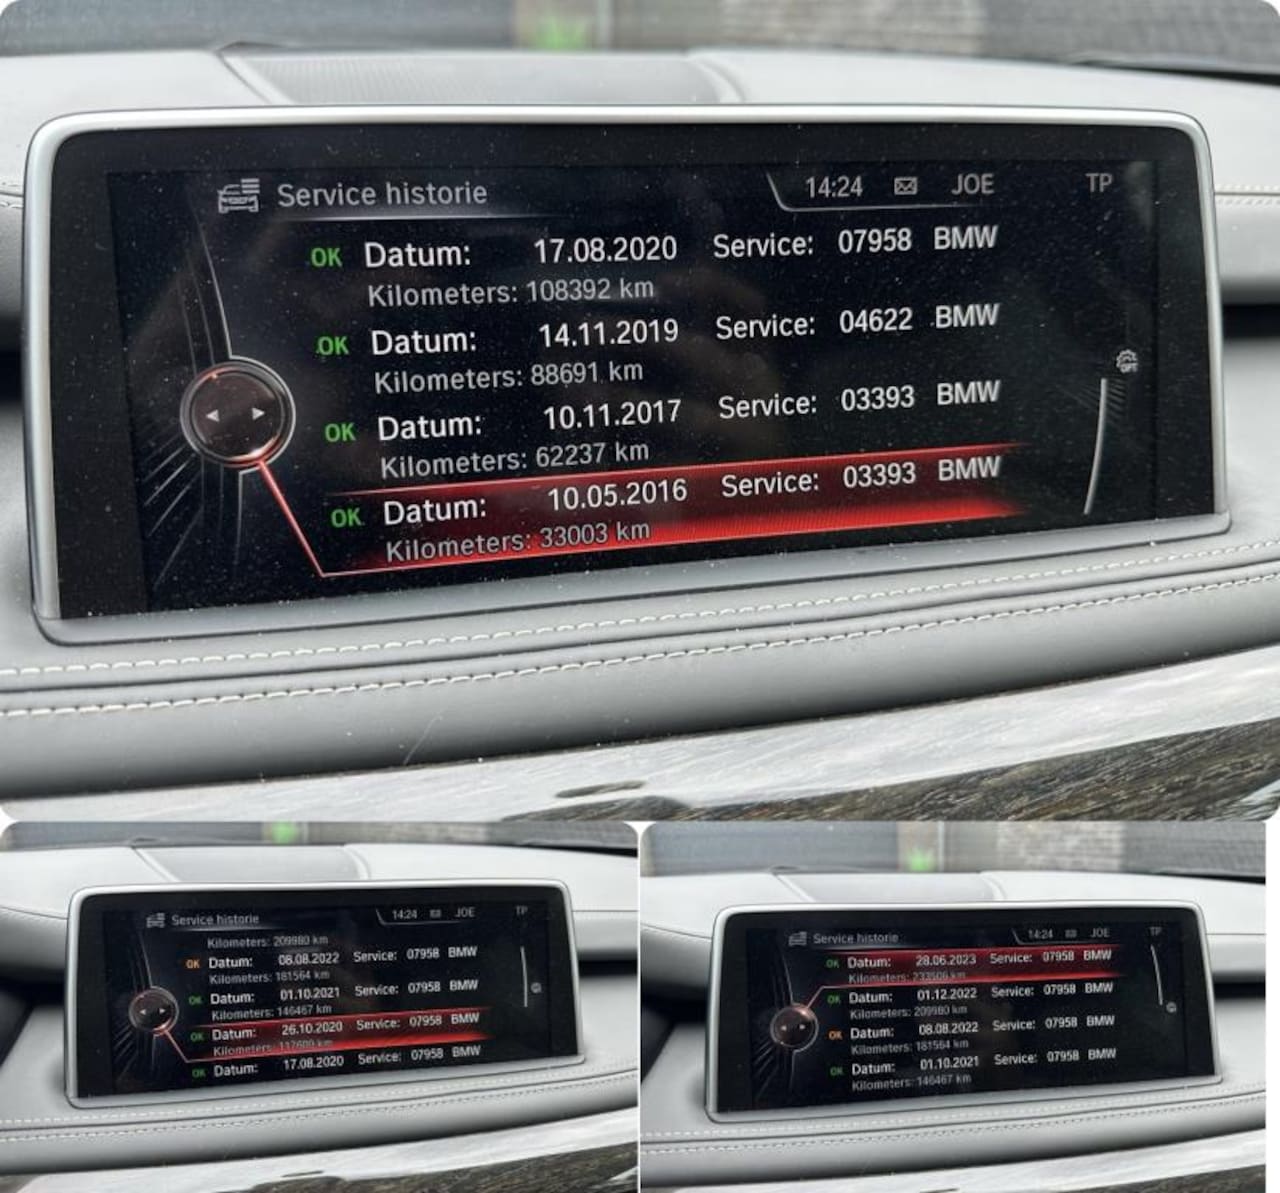 Service historie
14:24 JOE TP
OK Datum: 17.08.2020 Service: 07958 BMW
Kilometers: 108392 km
OK Datum: 14.11.2019 Service: 04622 BMW
Kilometers: 88691 km
OK Datum: 10.11.2017 Service: 03393 BMW
Kilometers: 62237 km
OK Datum: 10.05.2016 Service: 03393 BMW
Kilometers: 33003 km
Service historie
14:24 JOE TP
Kilometers: 209980 km
OK Datum: 08.08.2022 Service: 07958 BMW
Kilometers: 181564 km
OK Datum: 01.10.2021 Service: 07958 BMW
Kilometers: 146467 km
OK Datum: 26.10.2020 Service: 07958 BMW
Kilometers: km
OK Datum: 17.08.2020 Service: 07958 BMW
Service historie
14:24 JOE TP
OK Datum: 28.06.2023 Service: 07958 BMW
Kilometers: km
OK Datum: 01.12.2022 Service: 07958 BMW
Kilometers: 209980 km
OK Datum: 08.08.2022 Service: 07958 BMW
Kilometers: 181564 km
OK Datum: 01.10.2021 Service: 07958 BMW
Kilometers: 146467 km